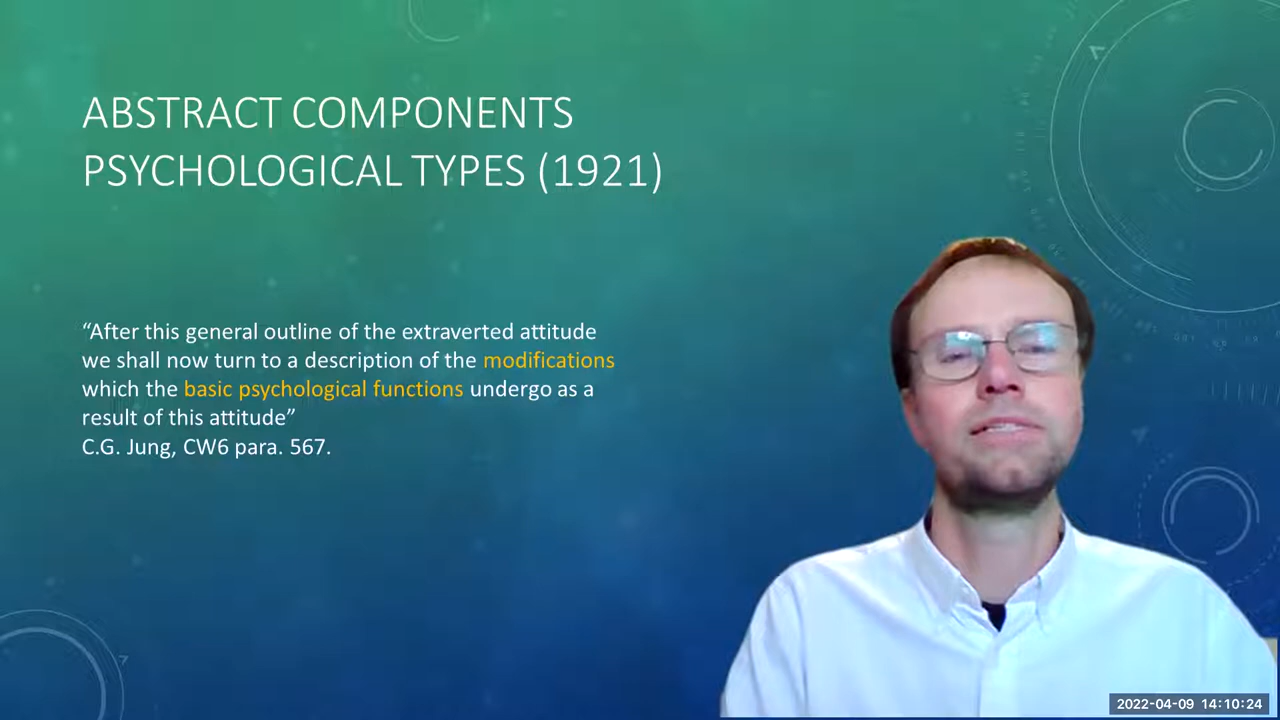 ABSTRACT COMPONENTS
PSYCHOLOGICAL TYPES (1921)
“After this general outline of the extraverted attitude
we shall now turn to a description of the modifications
which the basic psychological functions undergo as a
result of this attitude”
C.G. Jung, CW6 para. 567.
2022-04-09 14:10:24